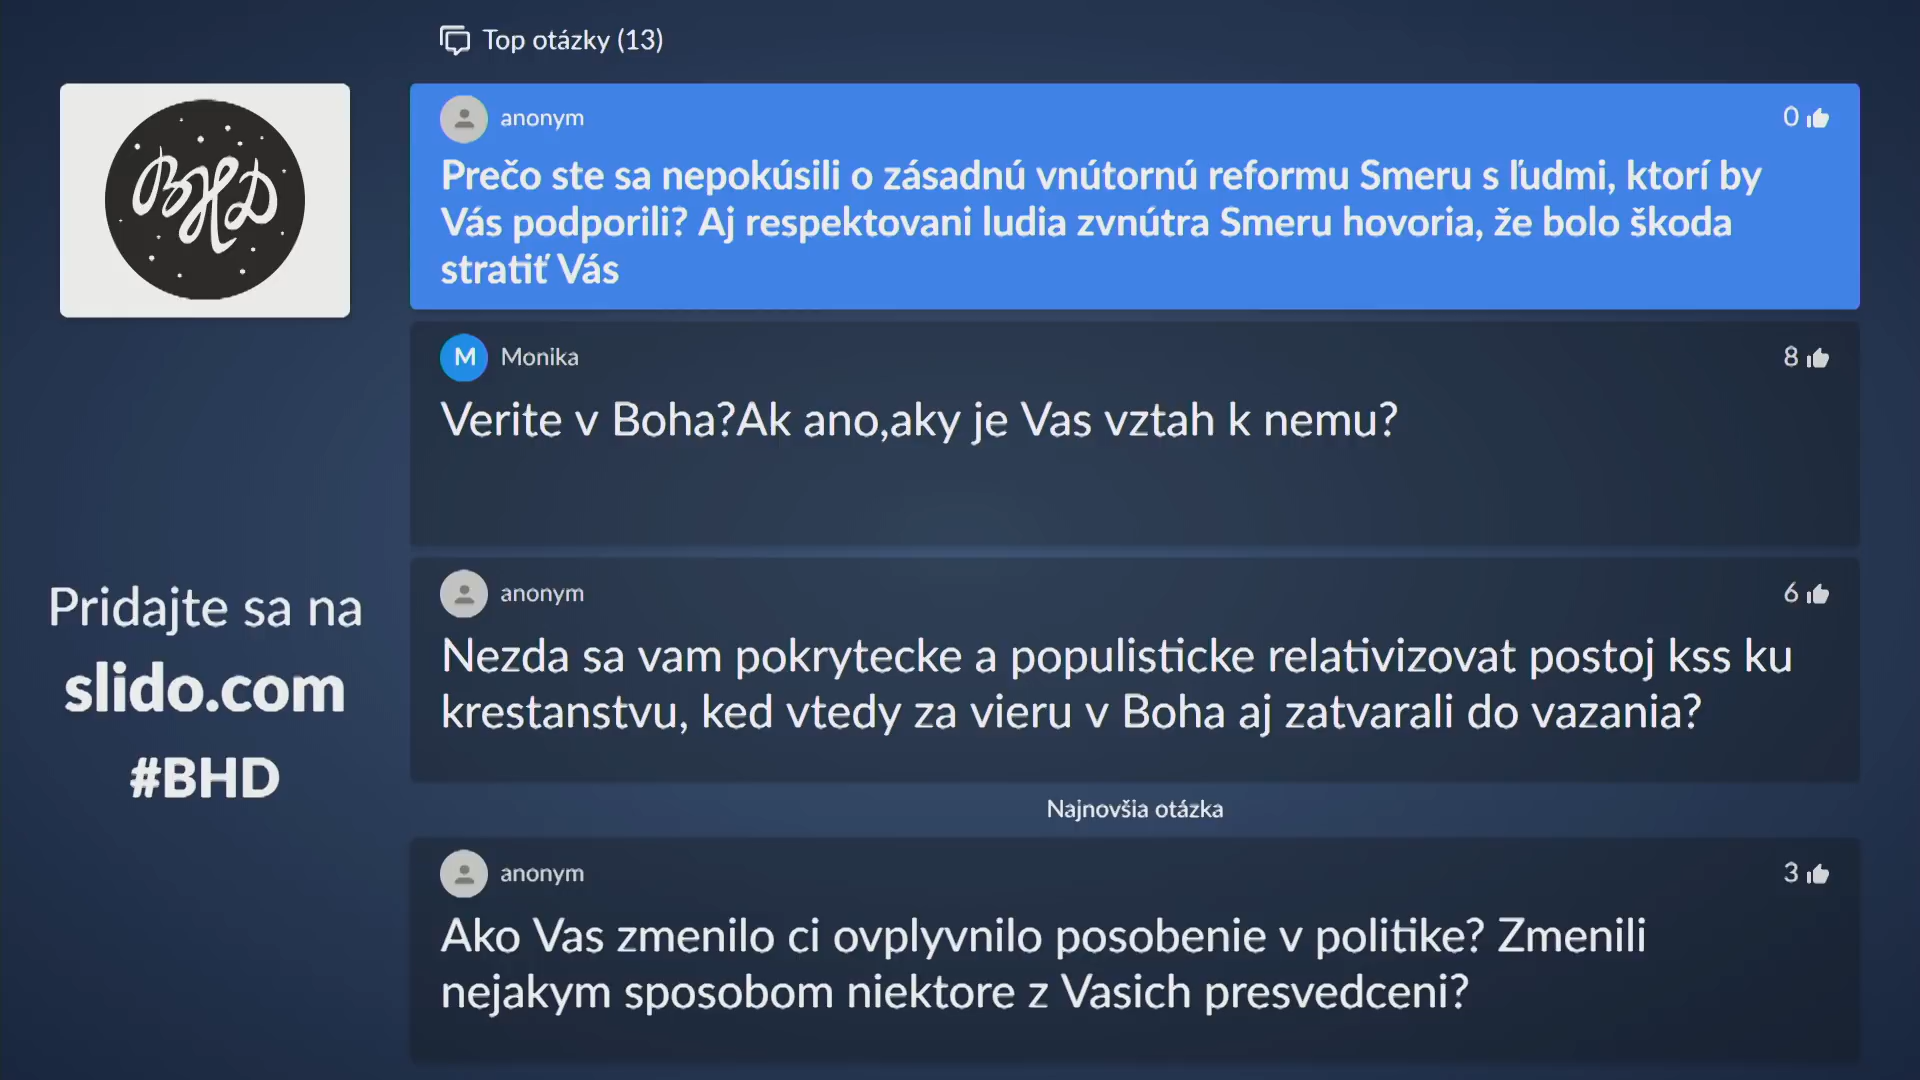 Top otázky (13)
BHD
anonym
0
Prečo ste sa nepokúsili o zásadnú vnútornú reformu Smeru s ľudmi, ktorí by
Vás podporili? Aj respektovani ludia zvnútra Smeru hovoria, že bolo škoda
stratiť Vás
M Monika
8
Verite v Boha?Ak ano,aky je Vas vztah k nemu?
anonym
6
Nezda sa vam pokrytecke a populisticke relativizovat postoj kss ku
krestanstvu, ked vtedy za vieru v Boha aj zatvarali do vazania?
Pridajte sa na
slido.com
#BHD
Najnovšia otázka
anonym
3
Ako Vas zmenilo ci ovplyvnilo posobenie v politike? Zmenili
nejakym sposobom niektore z Vasich presvedceni?